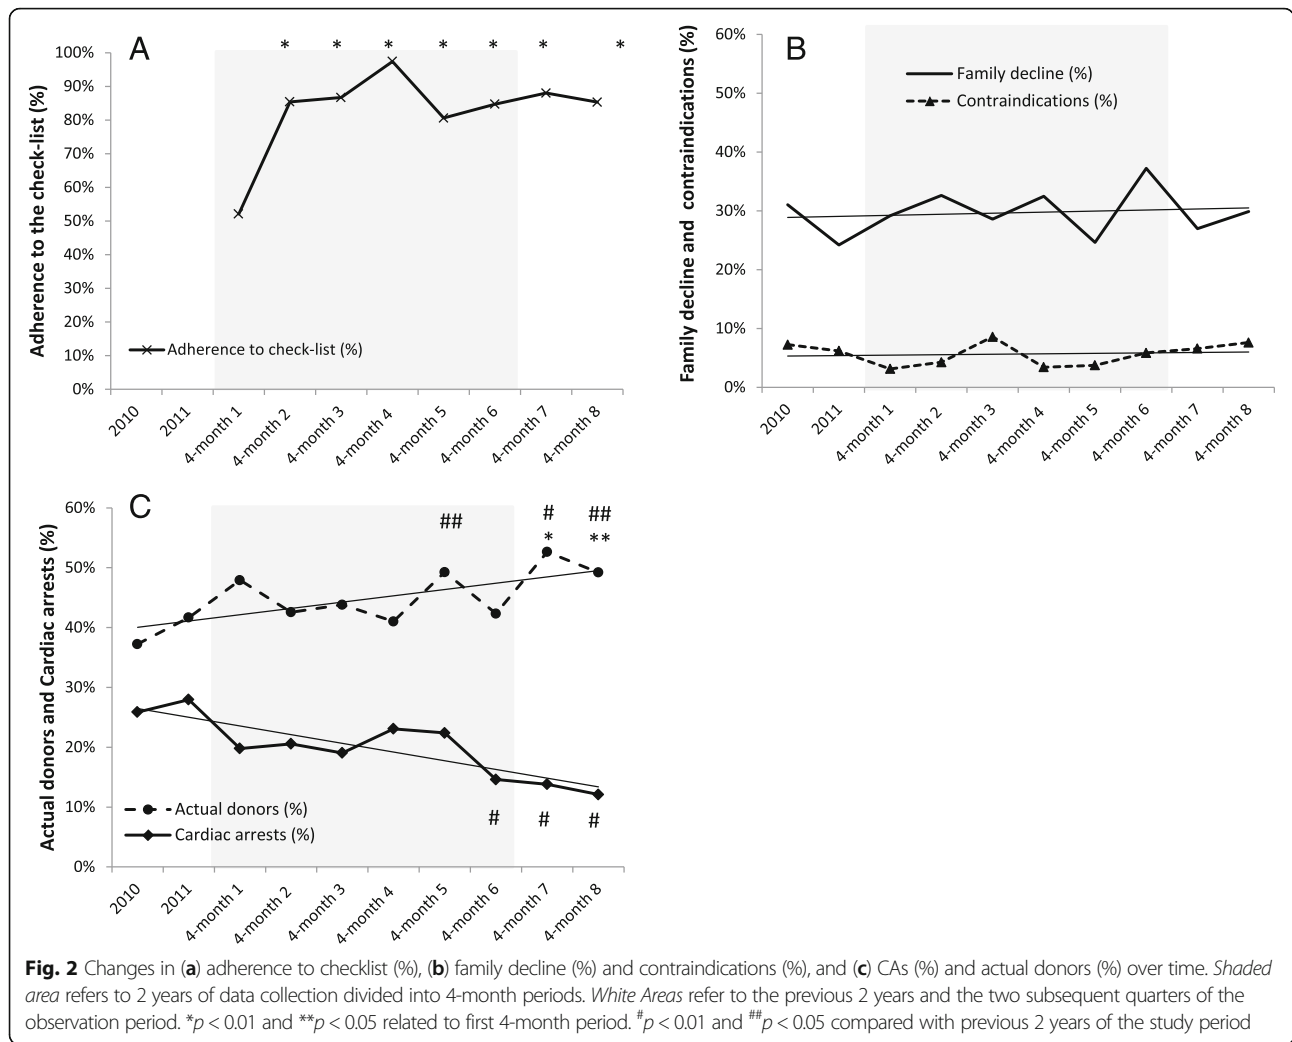 A
* * * * * * *
Adherence to the check-list (%)
100%
90%
80%
70%
60%
50%
40%
30%
20%
10%
0%
Adherence to check-list (%)
2010
2011
4-month 1
4-month 2
4-month 3
4-month 4
4-month 5
4-month 6
4-month 7
4-month 8
B
Family decline and contraindications (%)
60%
50%
40%
30%
20%
10%
0%
Family decline (%)
Contraindications (%)
2010
2011
4-month 1
4-month 2
4-month 3
4-month 4
4-month 5
4-month 6
4-month 7
4-month 8
C
Actual donors and Cardiac arrests (%)
60%
50%
40%
30%
20%
10%
0%
# ##
##
* **
Actual donors (%)
Cardiac arrests (%)
# # #
2010
2011
4-month 1
4-month 2
4-month 3
4-month 4
4-month 5
4-month 6
4-month 7
4-month 8
Fig. 2 Changes in (a) adherence to checklist (%), (b) family decline (%) and contraindications (%), and (c) CAs (%) and actual donors (%) over time. Shaded
area refers to 2 years of data collection divided into 4-month periods. White Areas refer to the previous 2 years and the two subsequent quarters of the
observation period. *p < 0.01 and **p < 0.05 related to first 4-month period. #p < 0.01 and ##p < 0.05 compared with previous 2 years of the study period